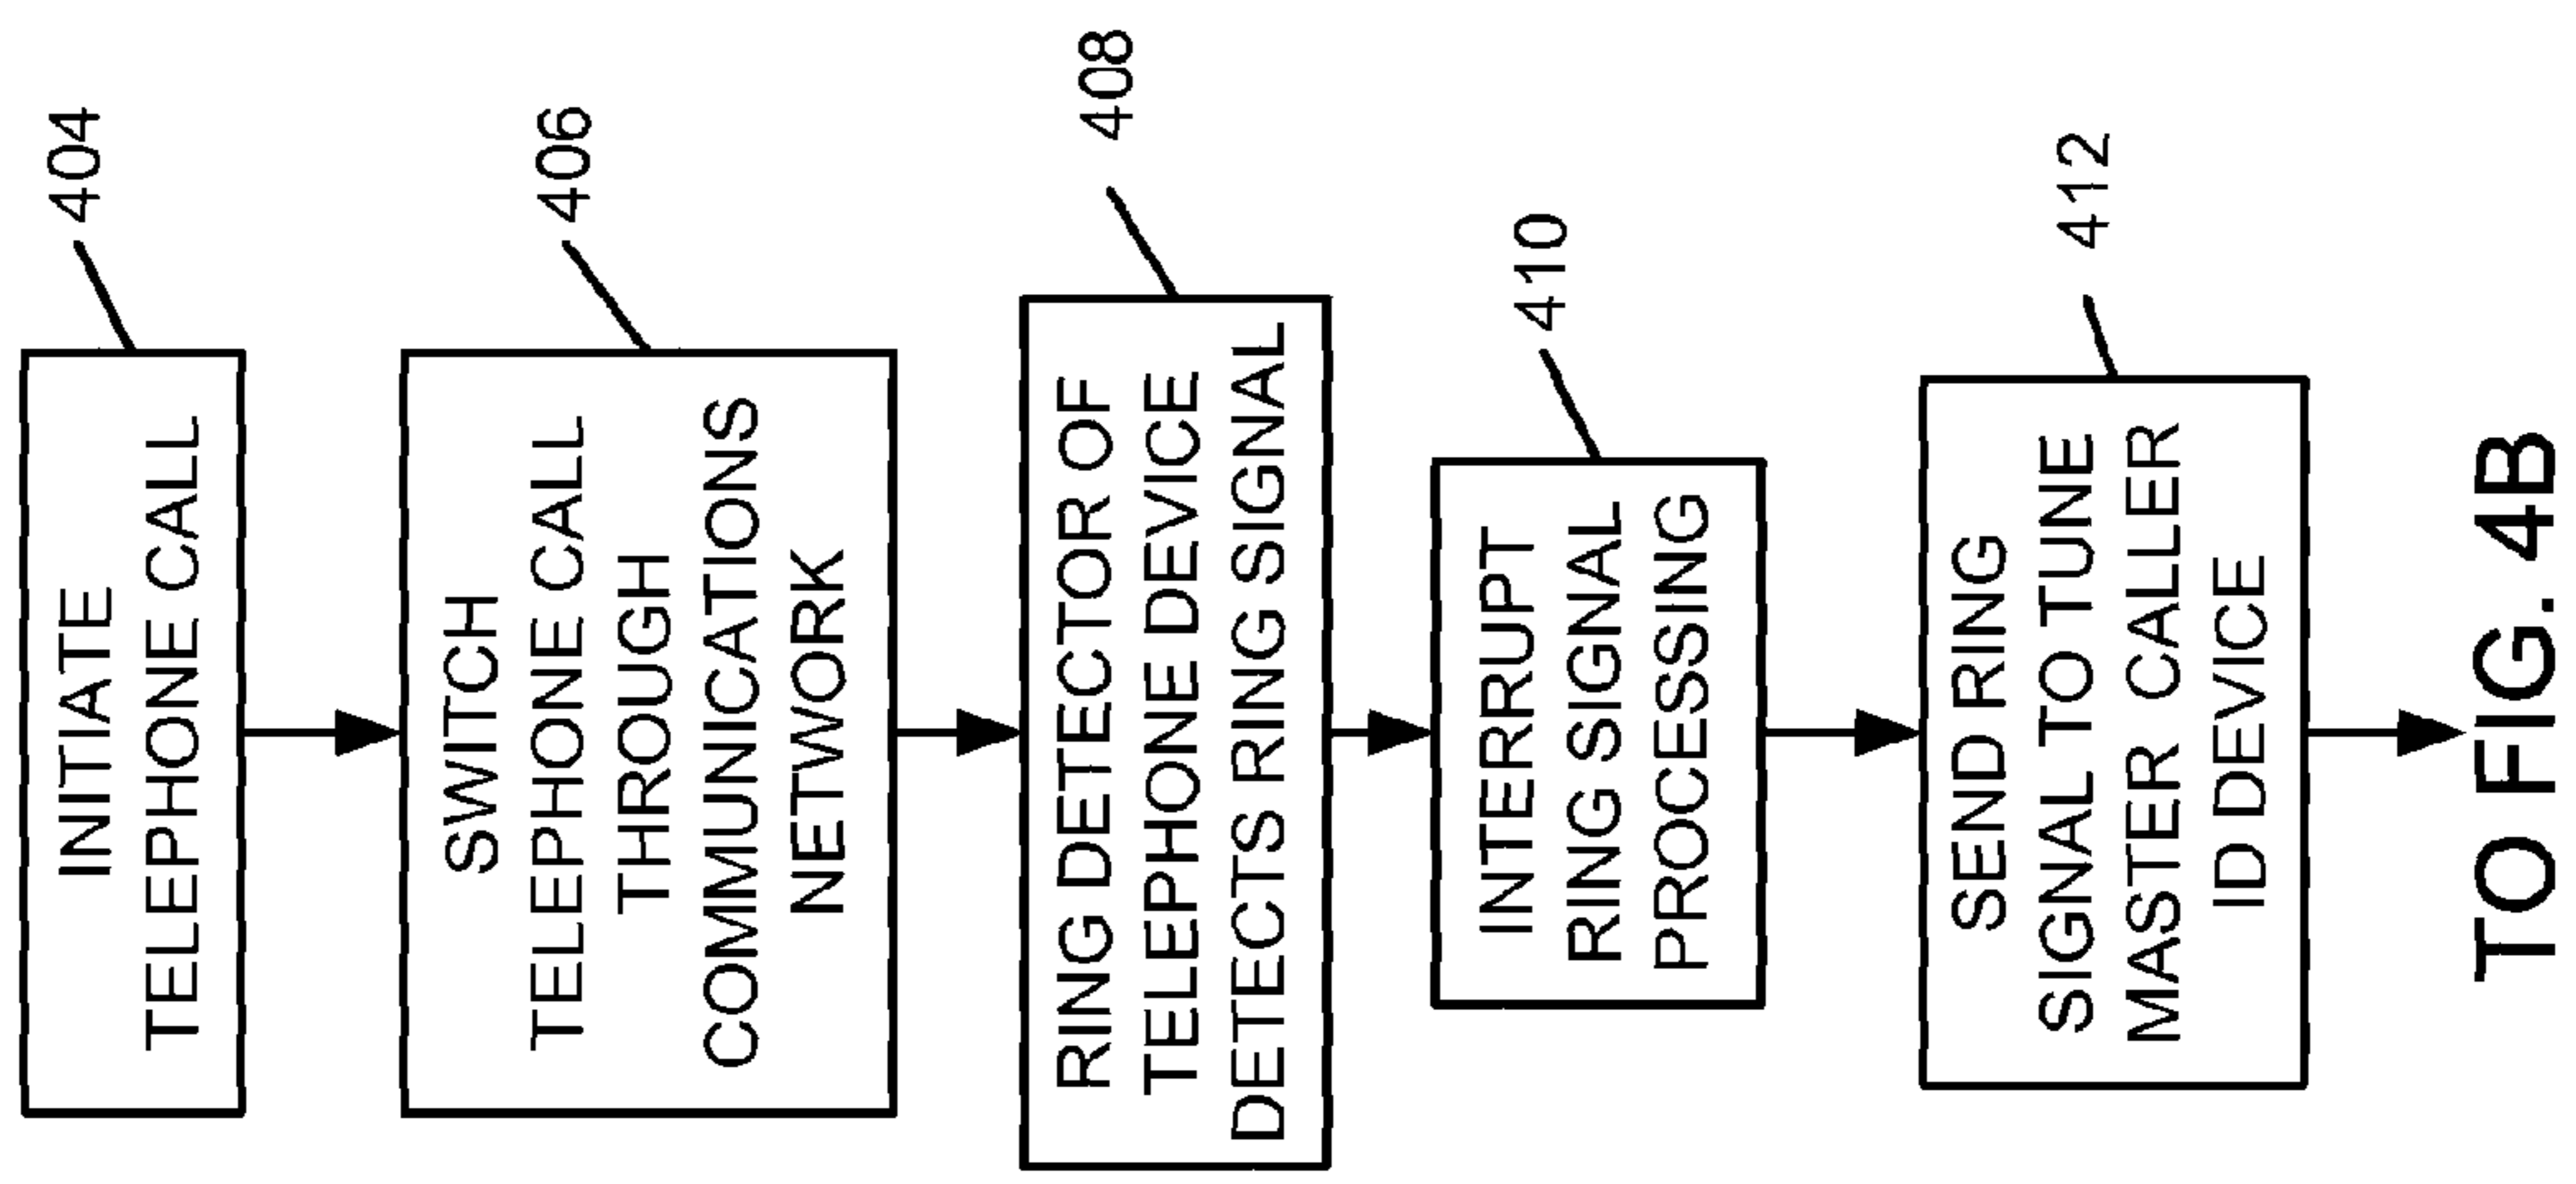 404
INITIATE
TELEPHONE CALL
406
SWITCH
TELEPHONE CALL
THROUGH
COMMUNICATIONS
NETWORK
408
RING DETECTOR OF
TELEPHONE DEVICE
DETECTS RING SIGNAL
410
INTERRUPT
RING SIGNAL
PROCESSING
412
SEND RING
SIGNAL TO TUNE
MASTER CALLER
ID DEVICE
TO FIG. 4B